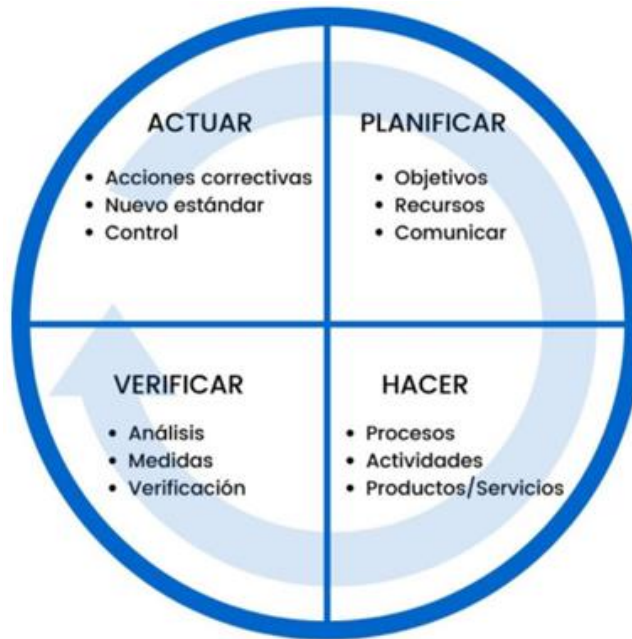 ACTUAR
• Acciones correctivas
• Nuevo estándar
• Control
PLANIFICAR
• Objetivos
• Recursos
• Comunicar
VERIFICAR
• Análisis
• Medidas
• Verificación
HACER
• Procesos
• Actividades
• Productos/Servicios